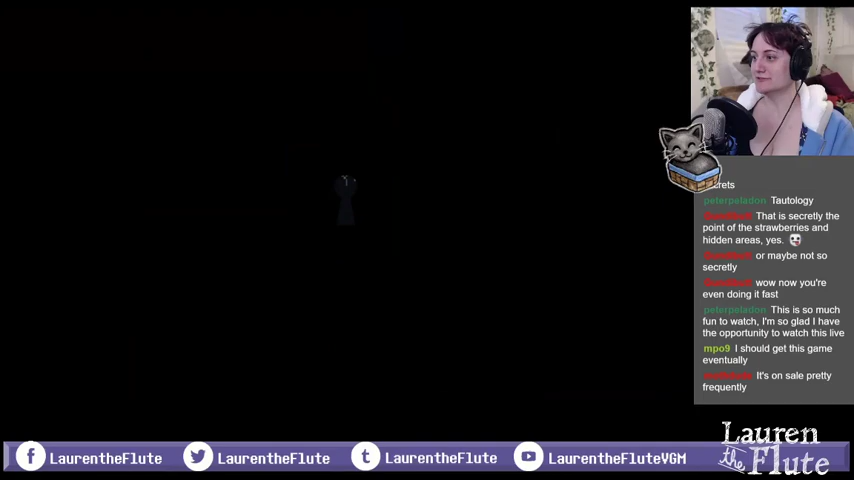 peterpeladon Tautology
That is secretly the
point of the strawberries and
hidden areas, yes.
or maybe not so
secretly
wow now you're
even doing it fast
peterpeladon This is so much
fun to watch, I'm so glad I have
the opportunity to watch this live
mpo9 I should get this game
eventually
It's on sale pretty
frequently
LaurentheFlute
LaurentheFlute
LaurentheFlute
LaurentheFluteVGM
Lauren
the Flute